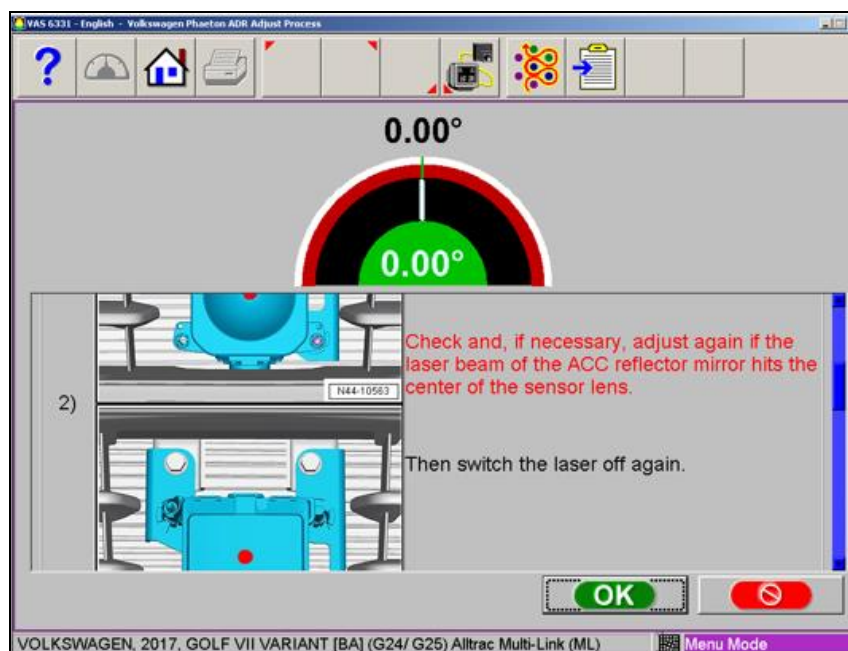 VAS 6331 - English - Volkswagen Phaeton ADR Adjust Process
?
0.00°
0.00°
Check and, if necessary, adjust again if the
laser beam of the ACC reflector mirror hits the
center of the sensor lens.
N44-10563
2)
Then switch the laser off again.
OK
VOLKSWAGEN, 2017, GOLF VII VARIANT [BA] (G24/ G25) Alltrac Multi-Link (ML)
Menu Mode